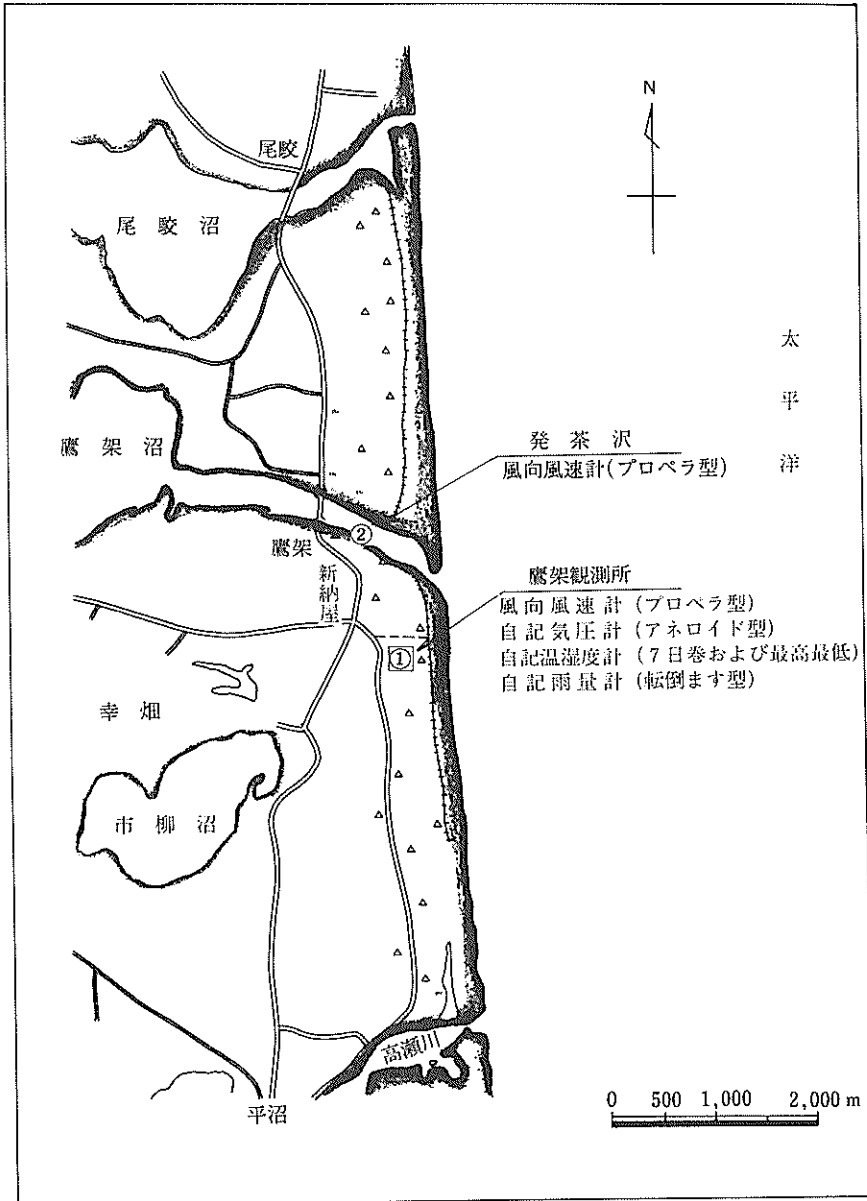 N
尾駮
尾駮沼
太平洋
発茶沢
風向風速計(プロペラ型)
鷹架沼
②
鷹架
新納屋
鷹架観測所
風向風速計(プロペラ型)
自記気圧計(アネロイド型)
自記温湿度計(7日巻および最高最低)
自記雨量計(転倒ます型)
①
幸畑
市柳沼
高瀬川
平沼
0 500 1,000 2,000 m